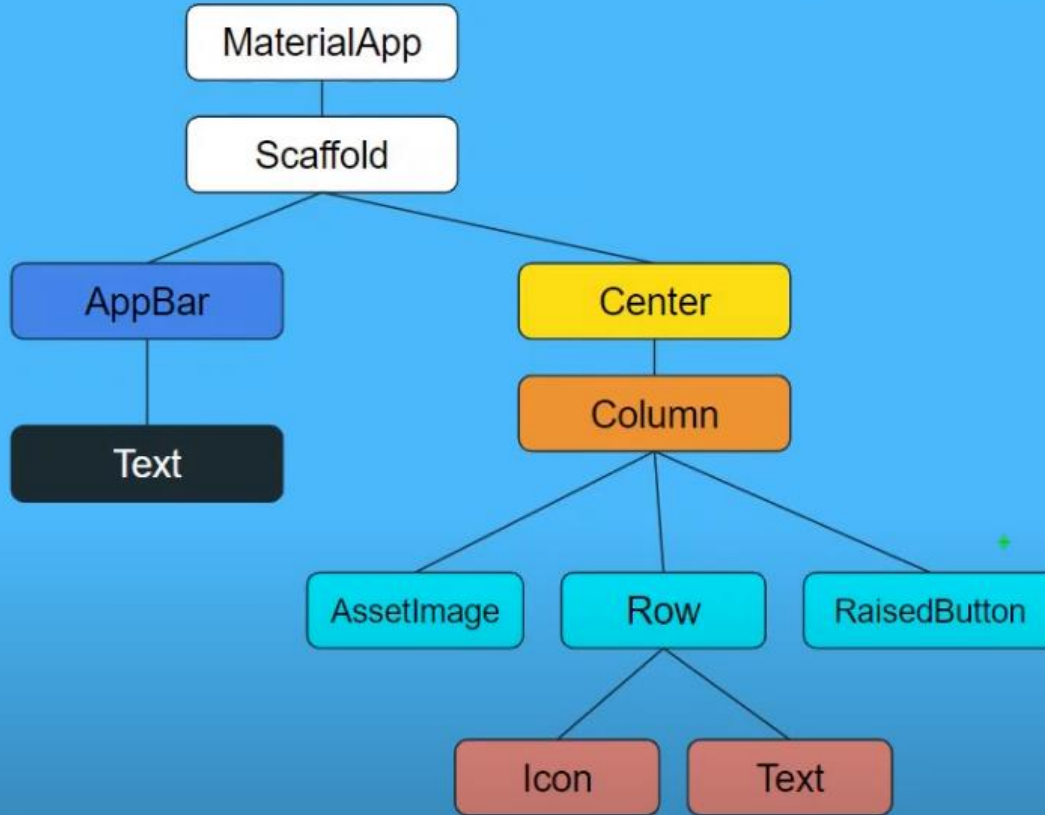 MaterialApp
Scaffold
AppBar
Center
Column
Text
AssetImage
Row
RaisedButton
Icon
Text